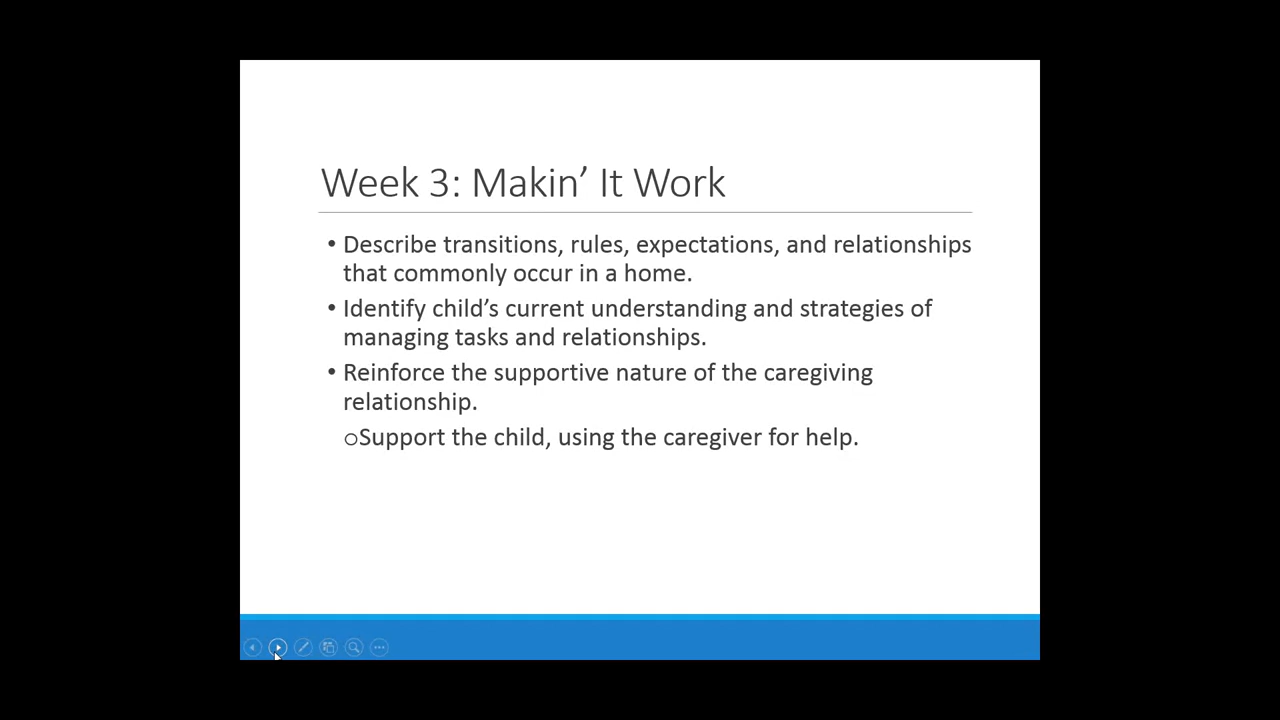 Week 3: Makin’ It Work
• Describe transitions, rules, expectations, and relationships
that commonly occur in a home.
• Identify child’s current understanding and strategies of
managing tasks and relationships.
• Reinforce the supportive nature of the caregiving
relationship.
oSupport the child, using the caregiver for help.